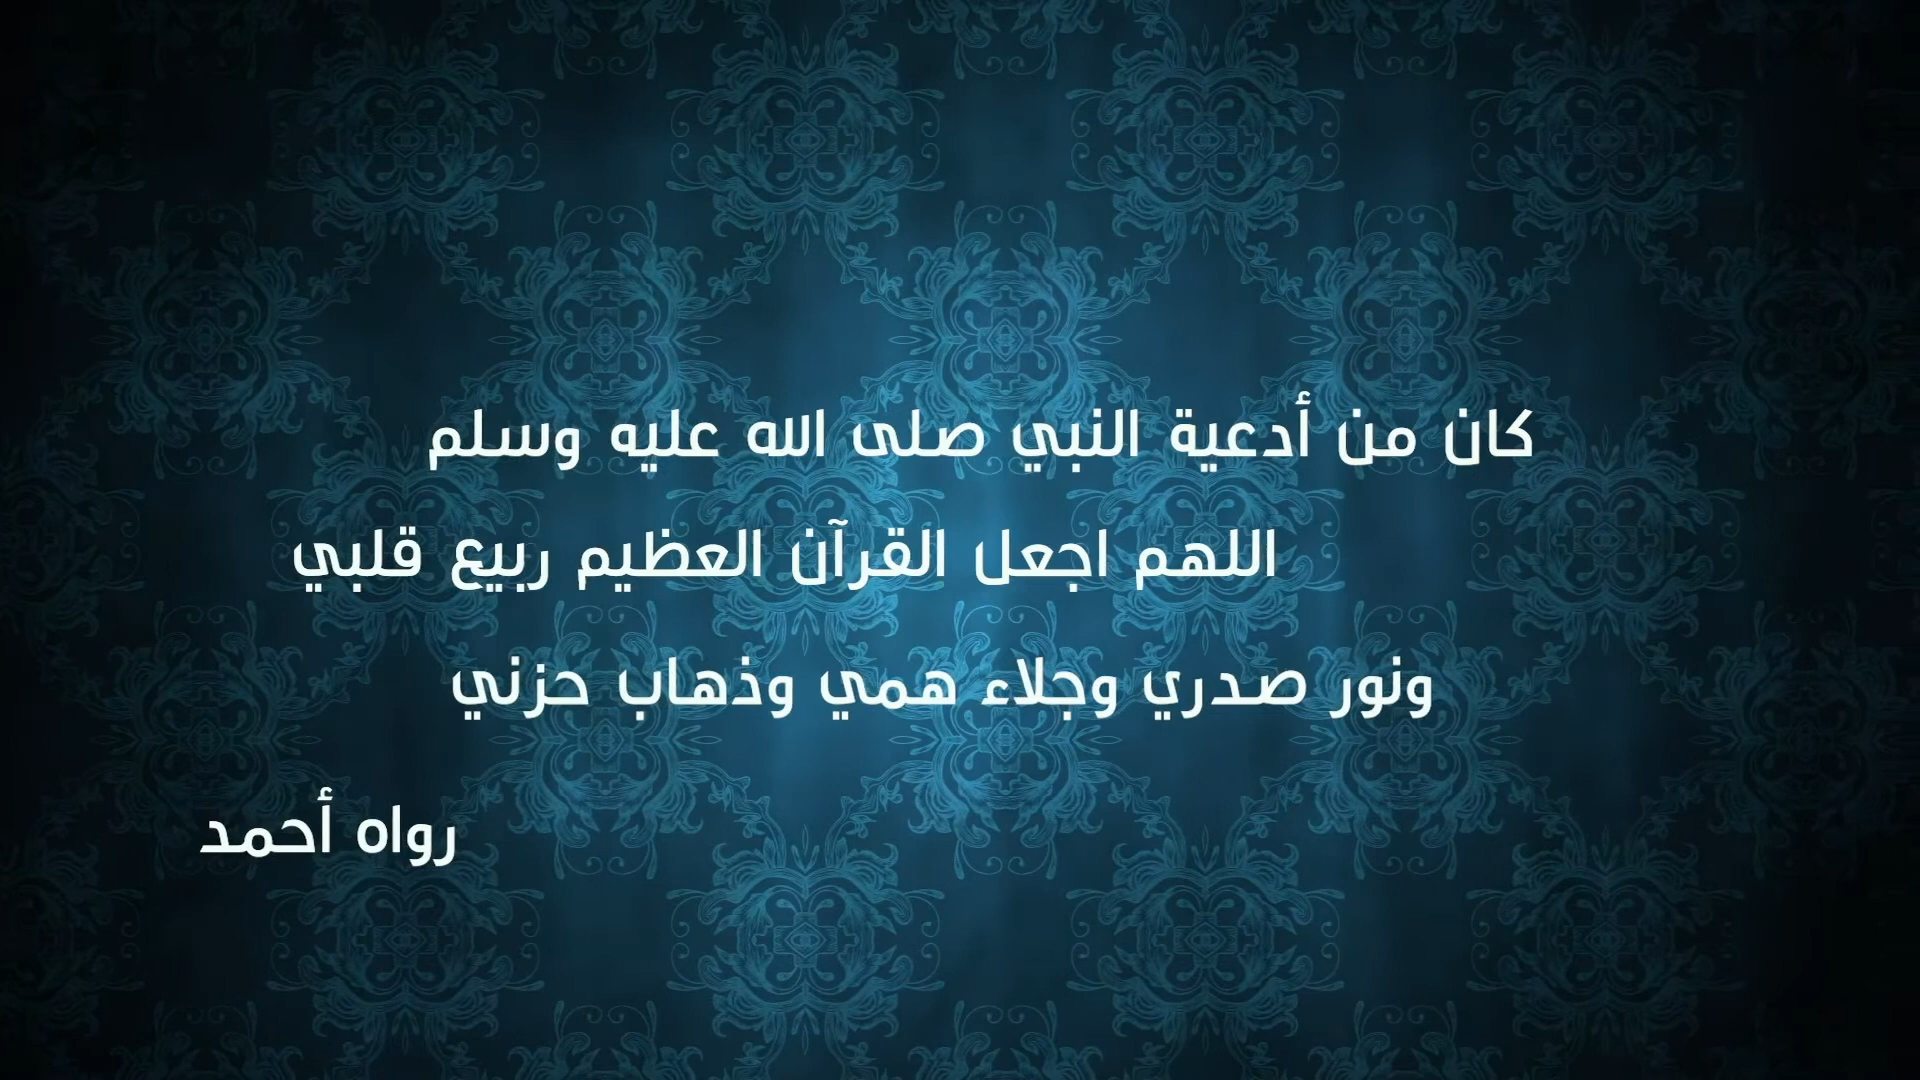 كان من أدعية النبي صلى الله عليه وسلم
اللهم اجعل القرآن العظيم ربيع قلبي
ونور صدري وجلاء همي وذهاب حزني
رواه أحمد